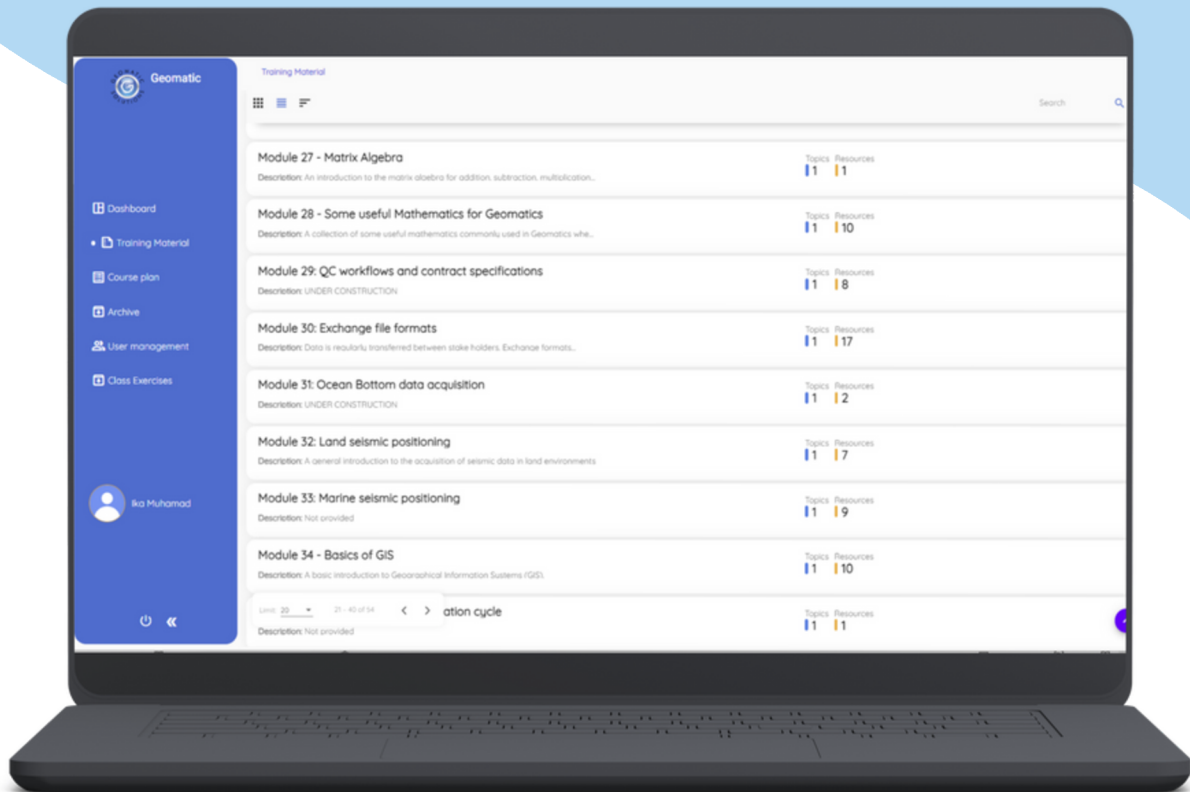 Geomatic
GEOMATIC SOLUTIONS
Dashboard
Training Material
Course plan
Archive
User management
Class Exercises
Ika Muhamad
Training Material
Search
Module 27 - Matrix Algebra
Description: An introduction to the matrix algebra for addition, subtraction, multiplication...
Topics Resources
1 1
Module 28 - Some useful Mathematics for Geomatics
Description: A collection of some useful mathematics commonly used in Geomatics whe...
Topics Resources
1 10
Module 29: QC workflows and contract specifications
Description: UNDER CONSTRUCTION
Topics Resources
1 8
Module 30: Exchange file formats
Description: Data is regularly transferred between stake holders. Exchange formats...
Topics Resources
1 17
Module 31: Ocean Bottom data acquisition
Description: UNDER CONSTRUCTION
Topics Resources
1 2
Module 32: Land seismic positioning
Description: A general introduction to the acquisition of seismic data in land environments
Topics Resources
1 7
Module 33: Marine seismic positioning
Description: Not provided
Topics Resources
1 9
Module 34 - Basics of GIS
Description: A basic introduction to Geographical Information Systems (GIS).
Topics Resources
1 10
ation cycle
Description: Not provided
Topics Resources
1 1
Limit: 20 21 - 40 of 54